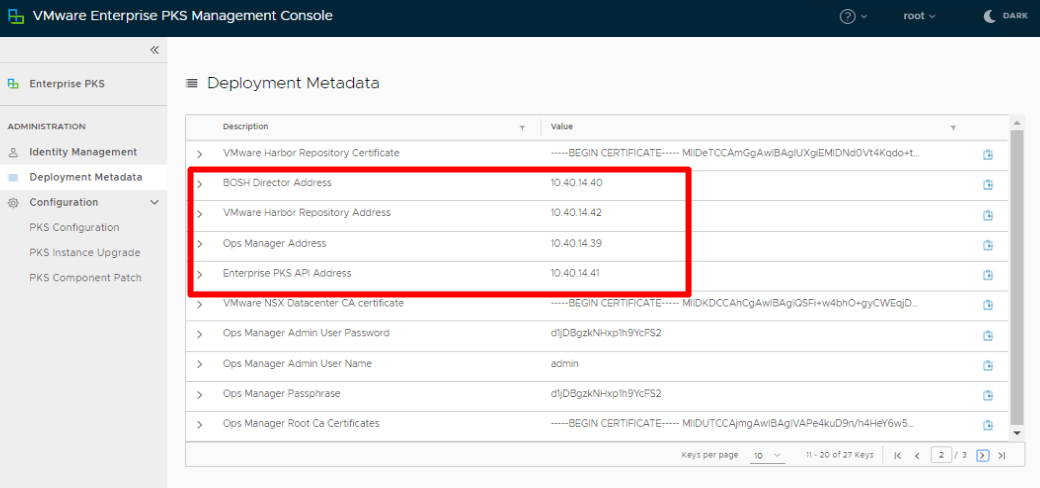 VMware Enterprise PKS Management Console
root
DARK
Enterprise PKS
ADMINISTRATION
Identity Management
Deployment Metadata
Configuration
PKS Configuration
PKS Instance Upgrade
PKS Component Patch
Deployment Metadata
Description Value
VMware Harbor Repository Certificate -----BEGIN CERTIFICATE----- MIIDeTCCAmGgAwIBAgIUXgiEMIDNd0Vt4Kqdo+t...
BOSH Director Address 10.40.14.40
VMware Harbor Repository Address 10.40.14.42
Ops Manager Address 10.40.14.39
Enterprise PKS API Address 10.40.14.41
VMware NSX Datacenter CA certificate -----BEGIN CERTIFICATE----- MIIDKDCCAhCgAwIBAgIQSFi+w4bhO+gyCWEqjD...
Ops Manager Admin User Password d1jDBgzkNHxp1h9YcFS2
Ops Manager Admin User Name admin
Ops Manager Passphrase d1jDBgzkNHxp1h9YcFS2
Ops Manager Root Ca Certificates -----BEGIN CERTIFICATE----- MIIDUTCCAjmgAwIBAgIVAPe4kuD9n/h4HeY6w5...
Keys per page 10 11 - 20 of 27 Keys 2 / 3